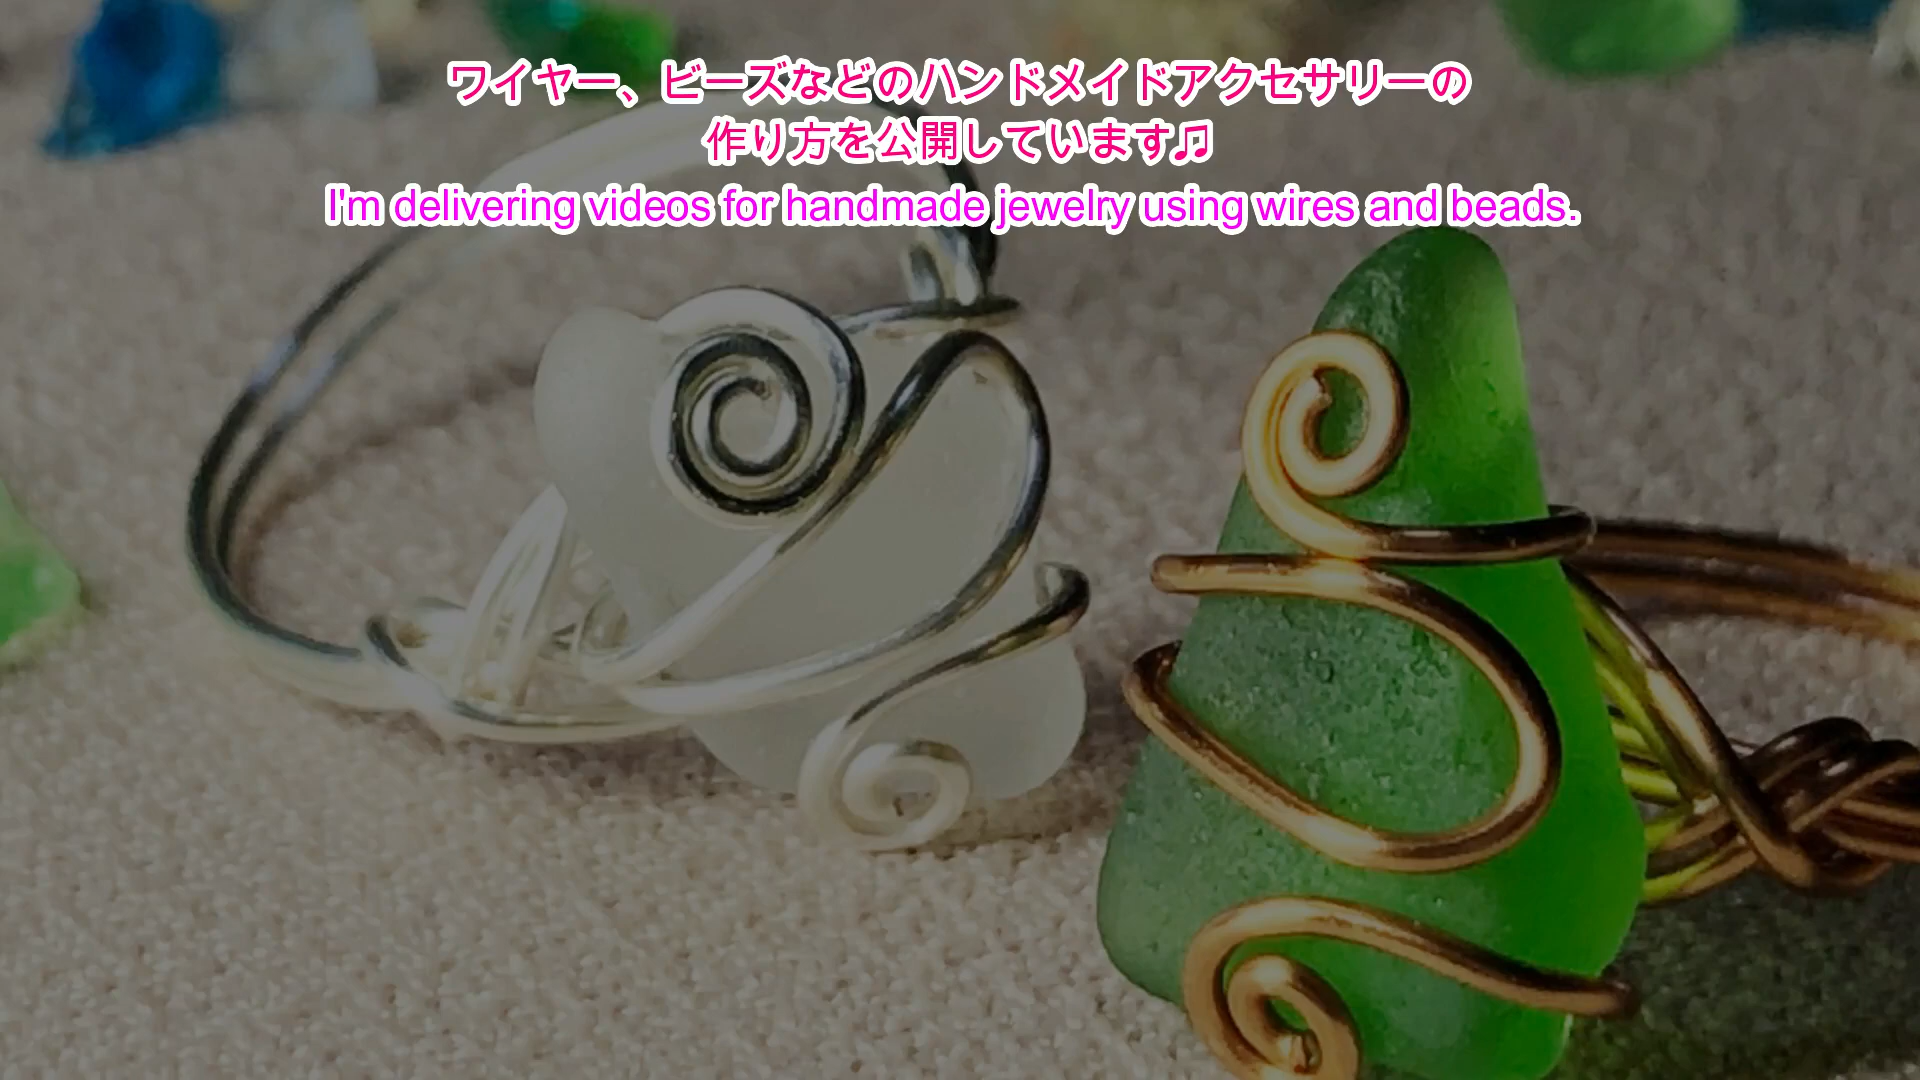 ワイヤー、ビーズなどのハンドメイドアクセサリーの
作り方を公開しています♫
I'm delivering videos for handmade jewelry using wires and beads.